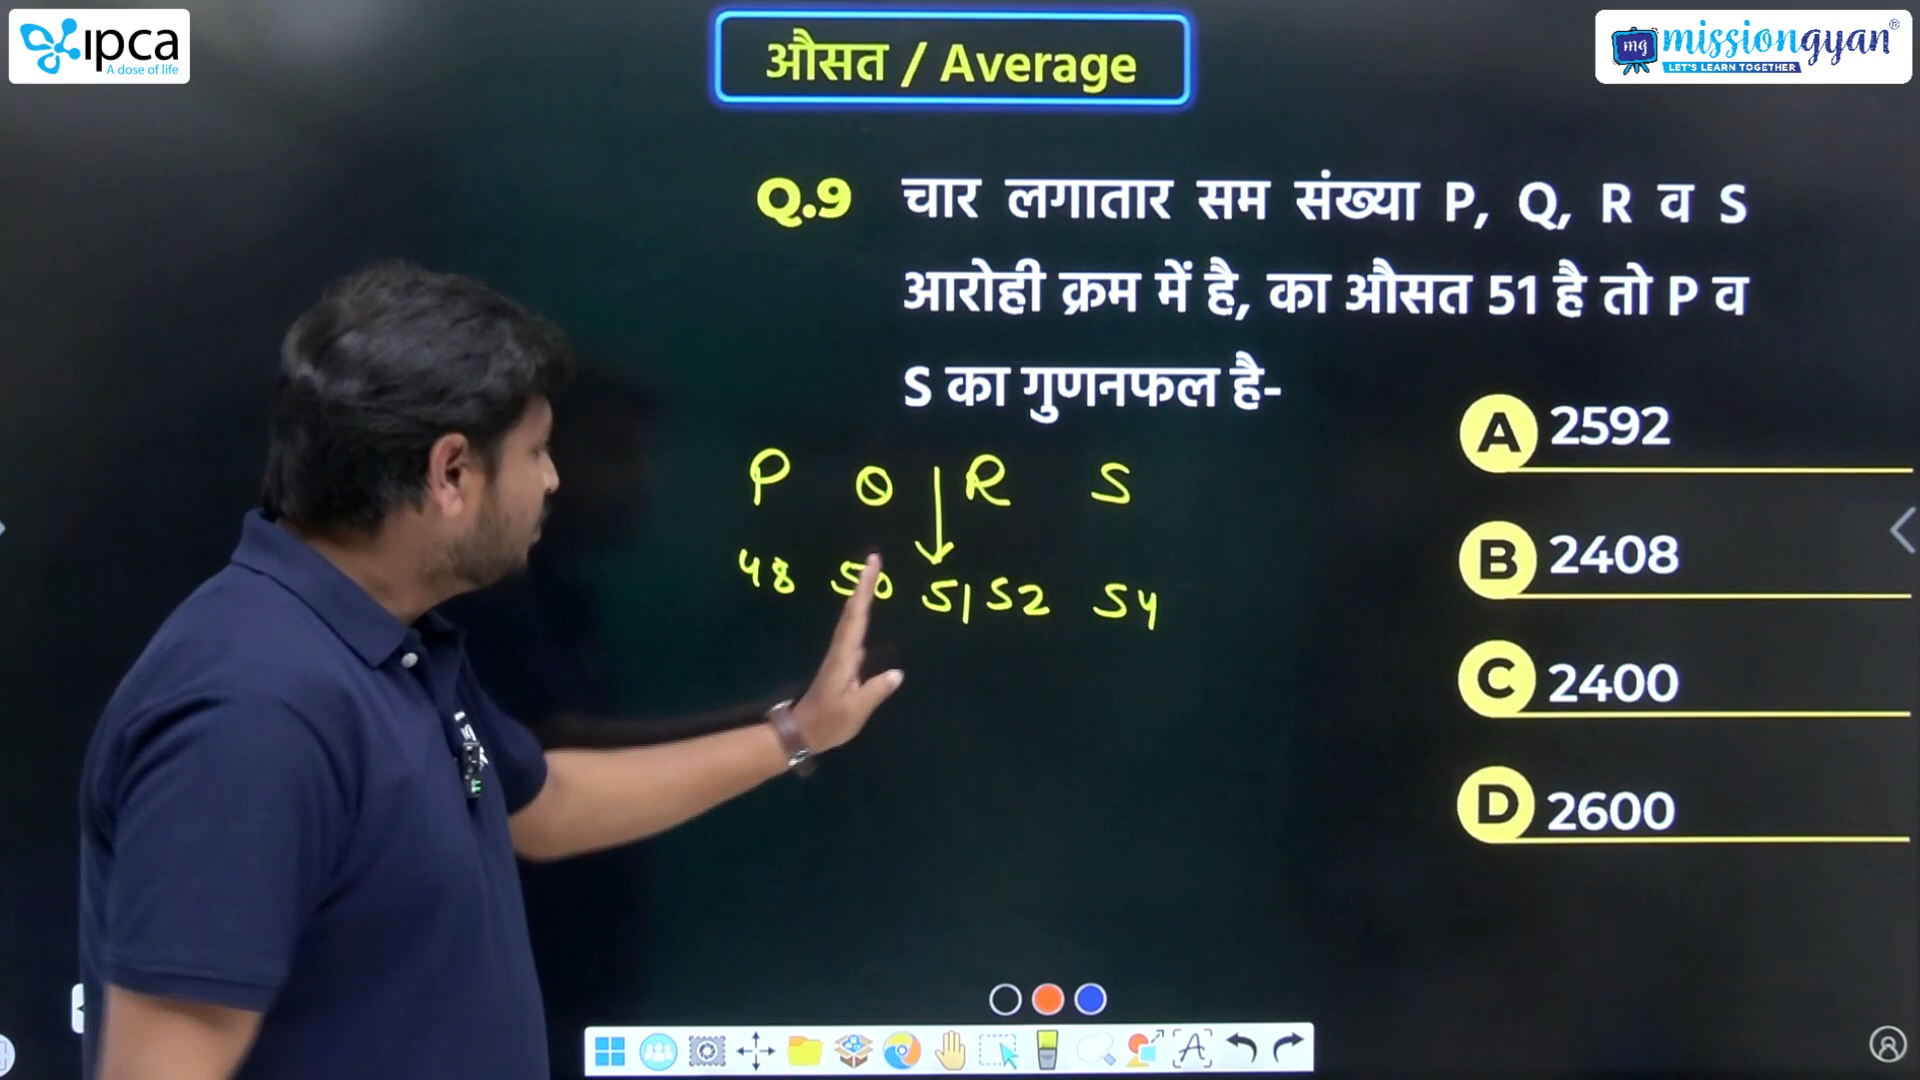 ipca
A dose of life
औसत / Average
mg missiongyan®
LET'S LEARN TOGETHER
Q.9 चार लगातार सम संख्या P, Q, R व S
आरोही क्रम में है, का औसत 51 है तो P व
S का गुणनफल है-
P Q R S
48 50 51 52 54
A 2592
B 2408
C 2400
D 2600